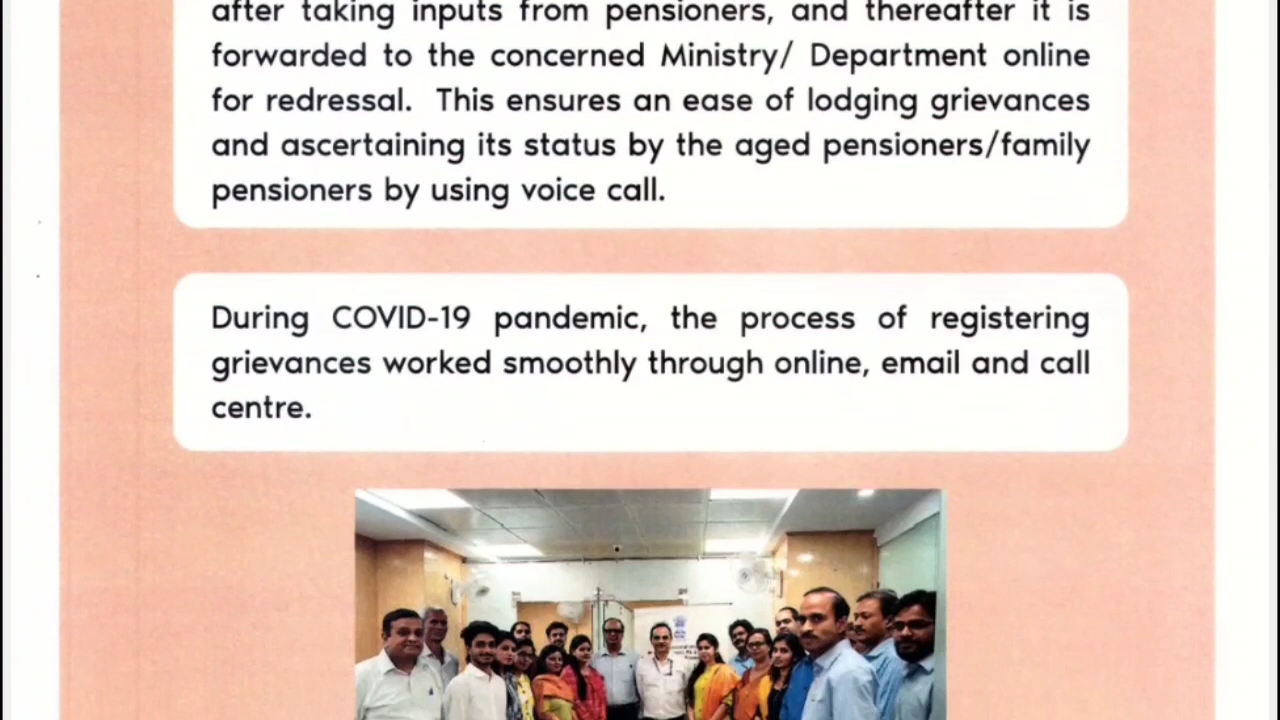 after taking inputs from pensioners, and thereafter it is
forwarded to the concerned Ministry/ Department online
for redressal. This ensures an ease of lodging grievances
and ascertaining its status by the aged pensioners/family
pensioners by using voice call.
During COVID-19 pandemic, the process of registering
grievances worked smoothly through online, email and call
centre.